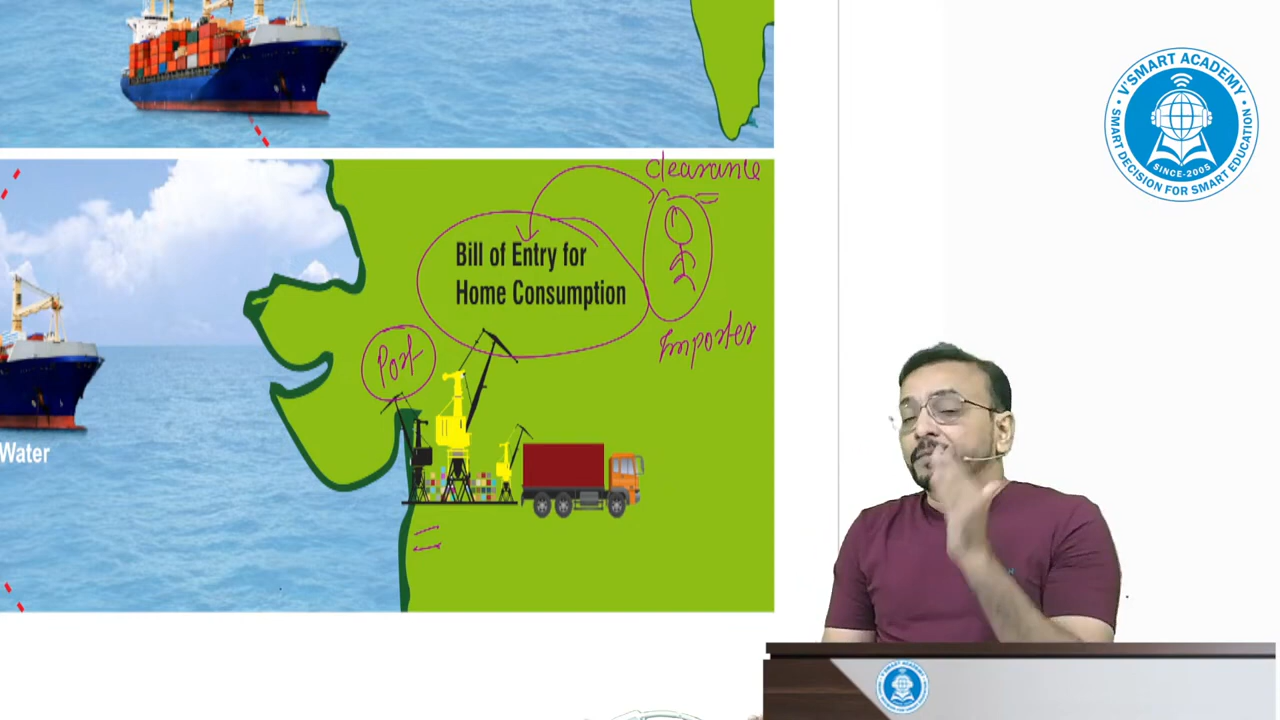 V'SMART ACADEMY
SMART DECISION FOR SMART EDUCATION
SINCE-2005
Clearance
Bill of Entry for
Home Consumption
Importer
Port
Water